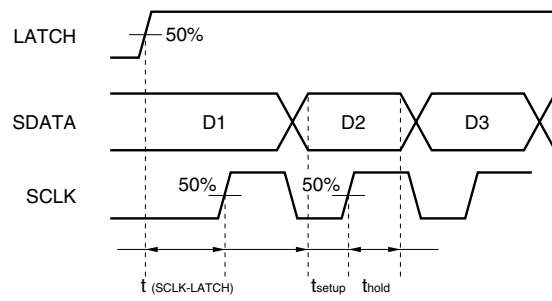 LATCH
50%
SDATA
D1
D2
D3
SCLK
50%
50%
t (SCLK-LATCH)
tsetup
thold